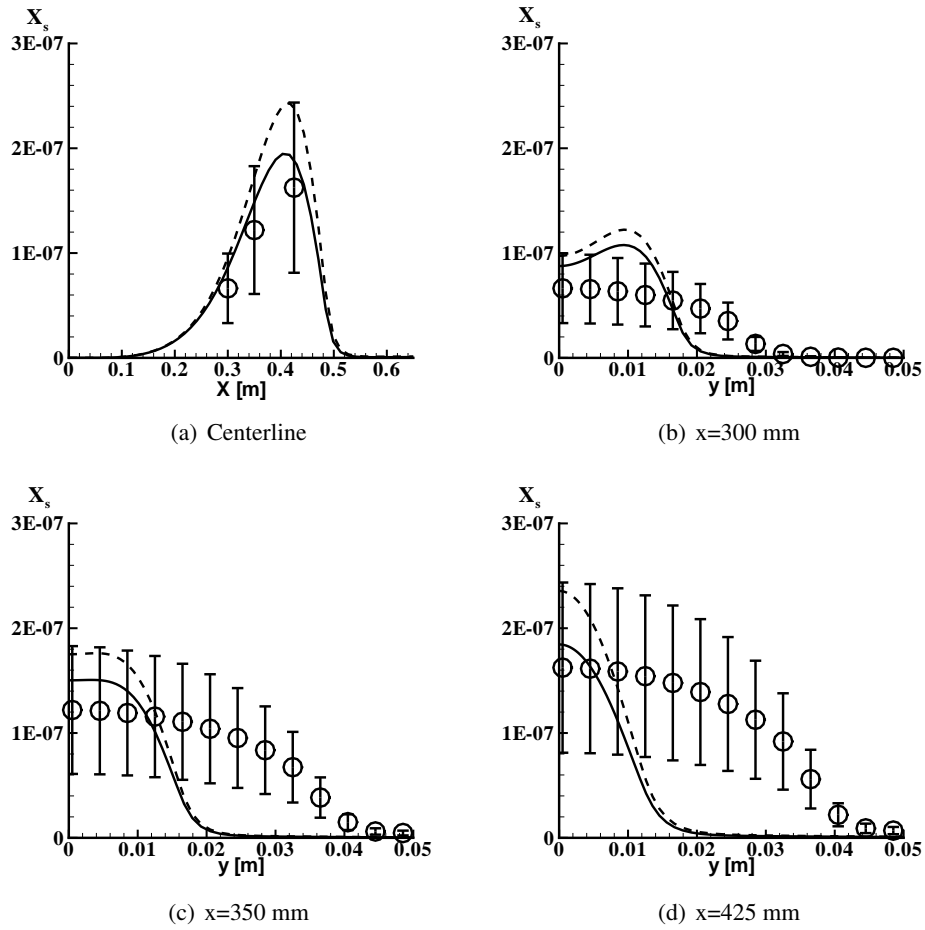 X_s
3E-07
2E-07
1E-07
0
0 0.1 0.2 0.3 0.4 0.5 0.6
X [m]
(a) Centerline
X_s
3E-07
2E-07
1E-07
0
0 0.01 0.02 0.03 0.04 0.05
y [m]
(b) x=300 mm
X_s
3E-07
2E-07
1E-07
0
0 0.01 0.02 0.03 0.04 0.05
y [m]
(c) x=350 mm
X_s
3E-07
2E-07
1E-07
0
0 0.01 0.02 0.03 0.04 0.05
y [m]
(d) x=425 mm